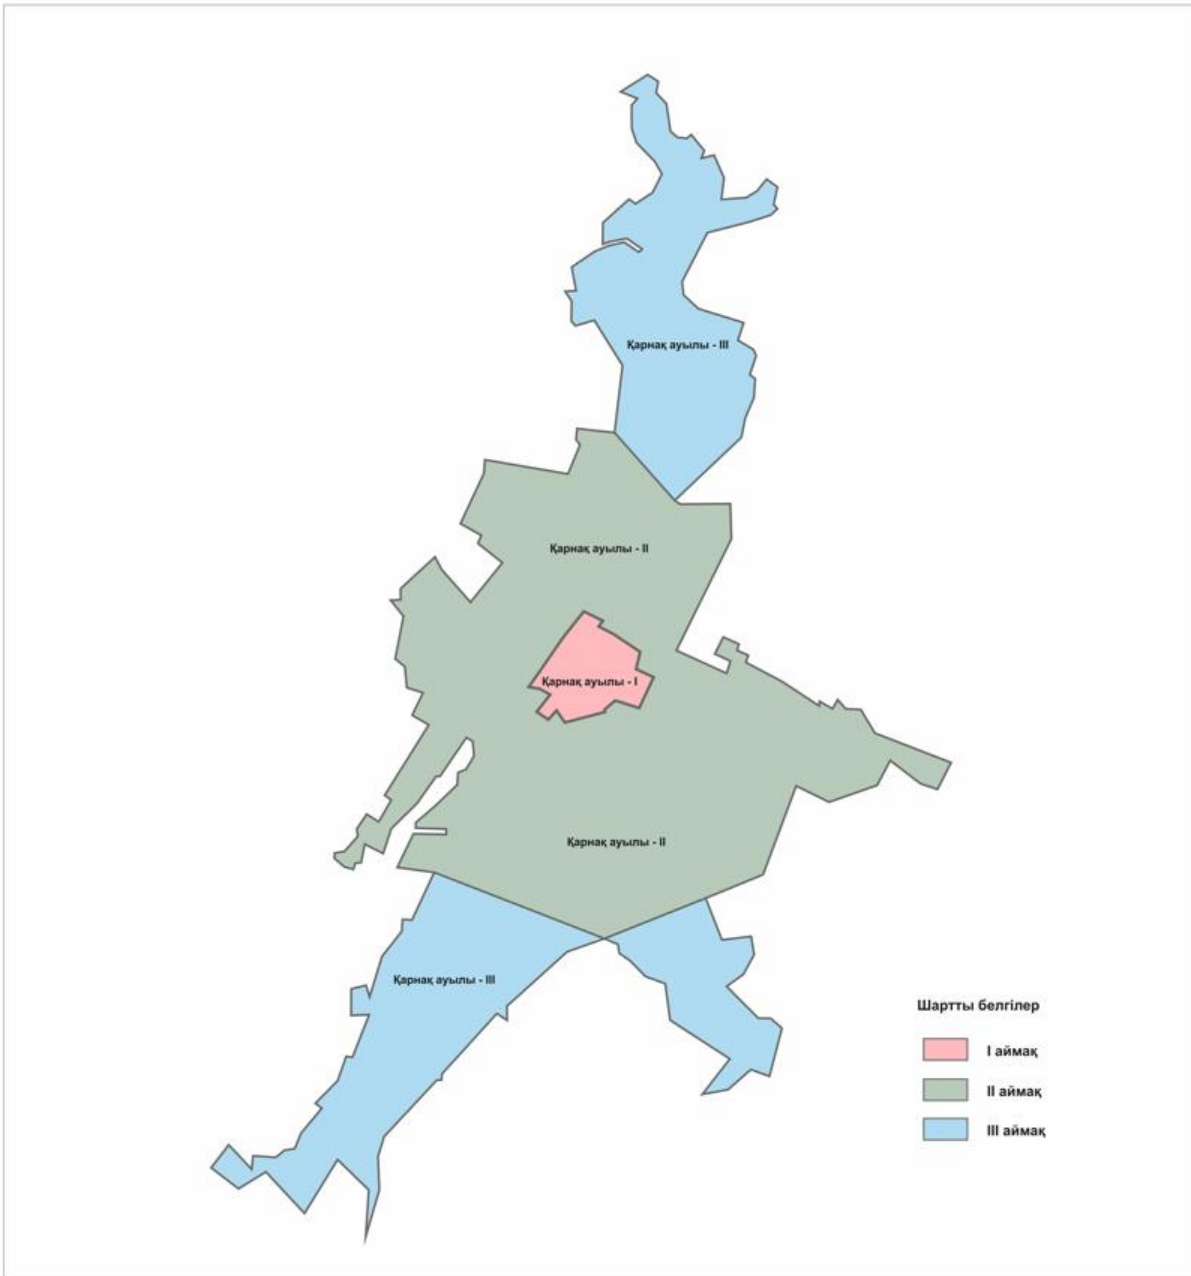 Қарнақ ауылы - III
Қарнақ ауылы - II
Қарнақ ауылы - I
Қарнақ ауылы - II
Қарнақ ауылы - III
Шартты белгілер
I аймақ
II аймақ
III аймақ